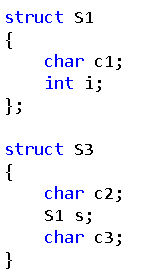 struct S1
{
    char c1;
    int i;
};

struct S3
{
    char c2;
    S1 s;
    char c3;
}